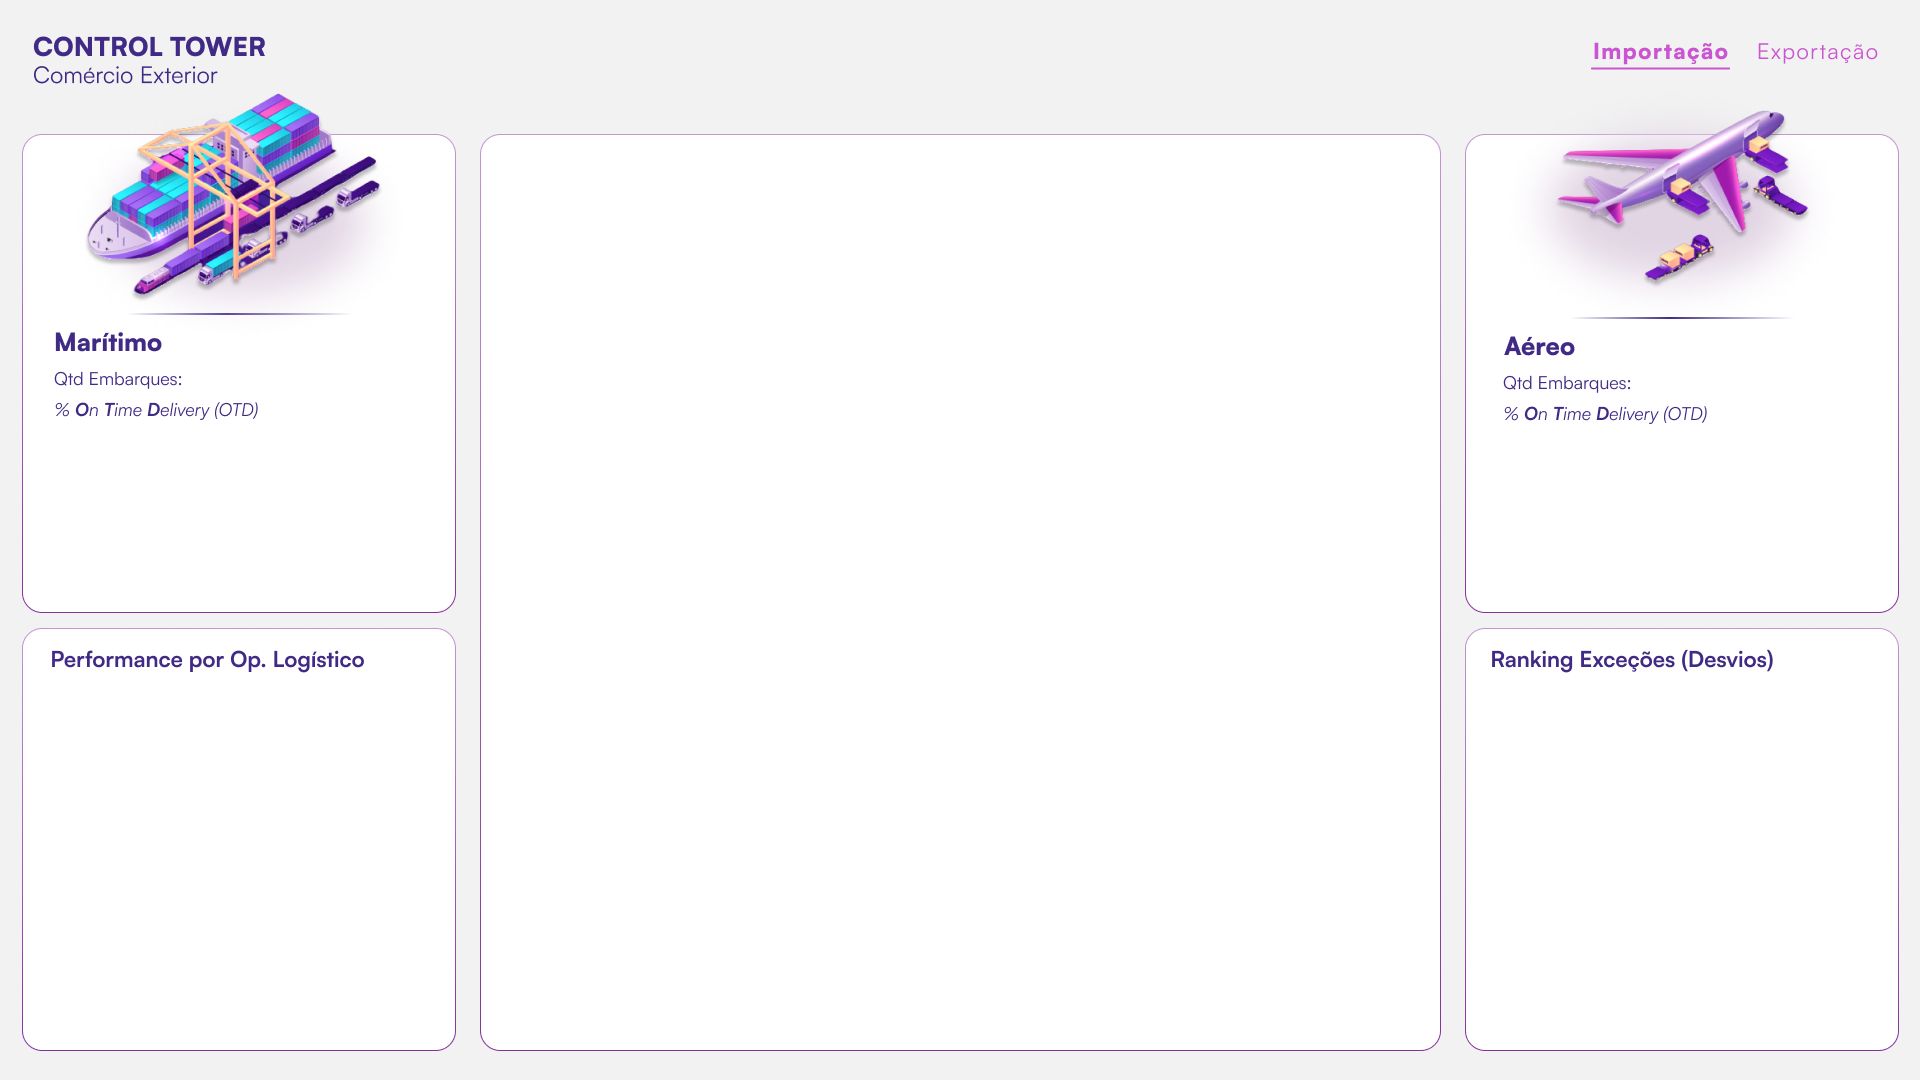 CONTROL TOWER
Comércio Exterior
Importação Exportação
Marítimo
Qtd Embarques:
% On Time Delivery (OTD)
Aéreo
Qtd Embarques:
% On Time Delivery (OTD)
Performance por Op. Logístico
Ranking Exceções (Desvios)